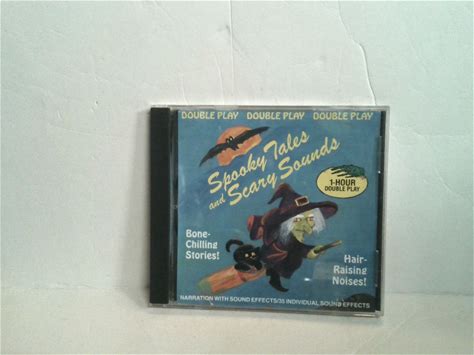 DOUBLE PLAY DOUBLE PLAY DOUBLE PLAY
Spooky Tales
and Scary Sounds
1-HOUR
DOUBLE PLAY
Bone-
Chilling
Stories!
Hair-
Raising
Noises!
NARRATION WITH SOUND EFFECTS/35 INDIVIDUAL SOUND EFFECTS